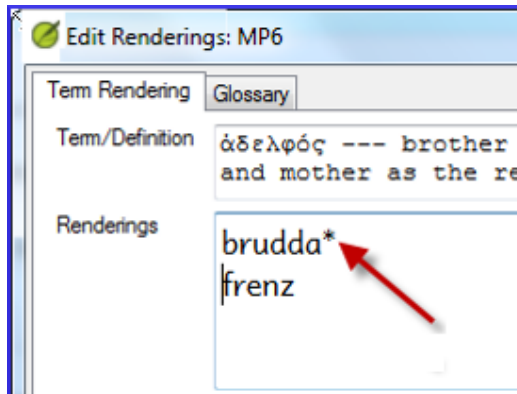 Edit Renderings: MP6
Term Rendering
Glossary
Term/Definition
ἀδελφός --- brother
and mother as the re
Renderings
brudda*
frenz